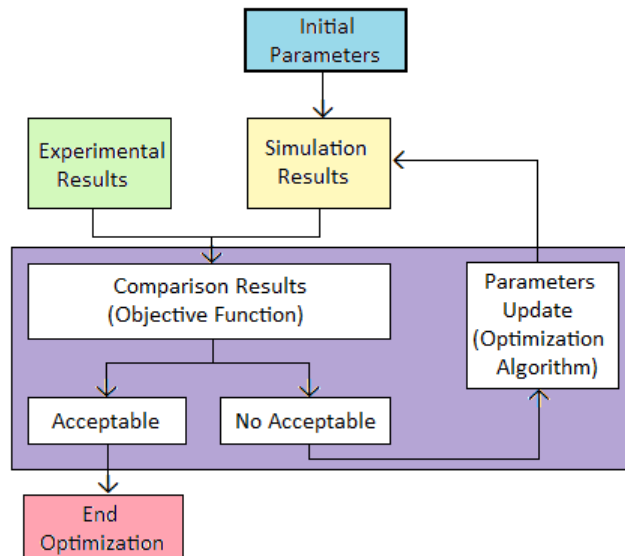 Initial
Parameters
Experimental
Results
Simulation
Results
Comparison Results
(Objective Function)
Parameters
Update
(Optimization
Algorithm)
Acceptable
No Acceptable
End
Optimization